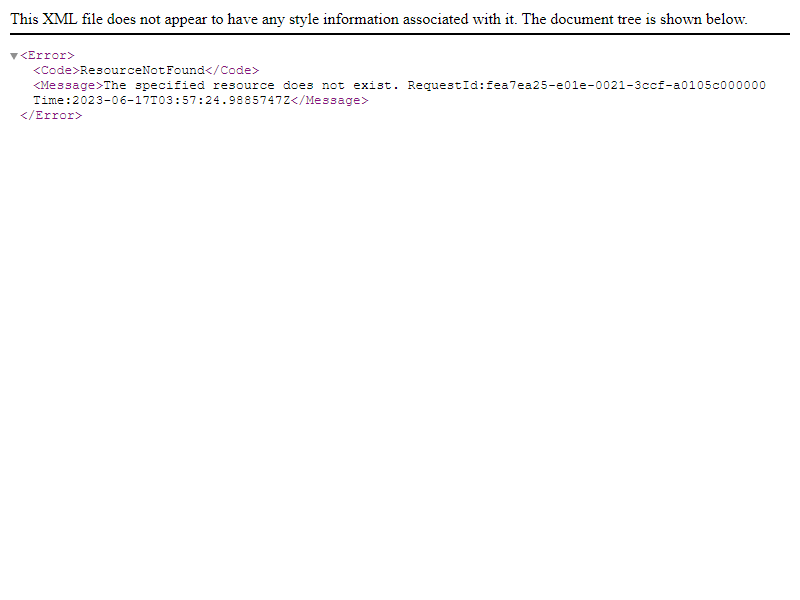 This XML file does not appear to have any style information associated with it. The document tree is shown below.
▼<Error>
<Code>ResourceNotFound</Code>
<Message>The specified resource does not exist. RequestId:fea7ea25-e01e-0021-3ccf-a0105c000000
Time:2023-06-17T03:57:24.9885747Z</Message>
</Error>